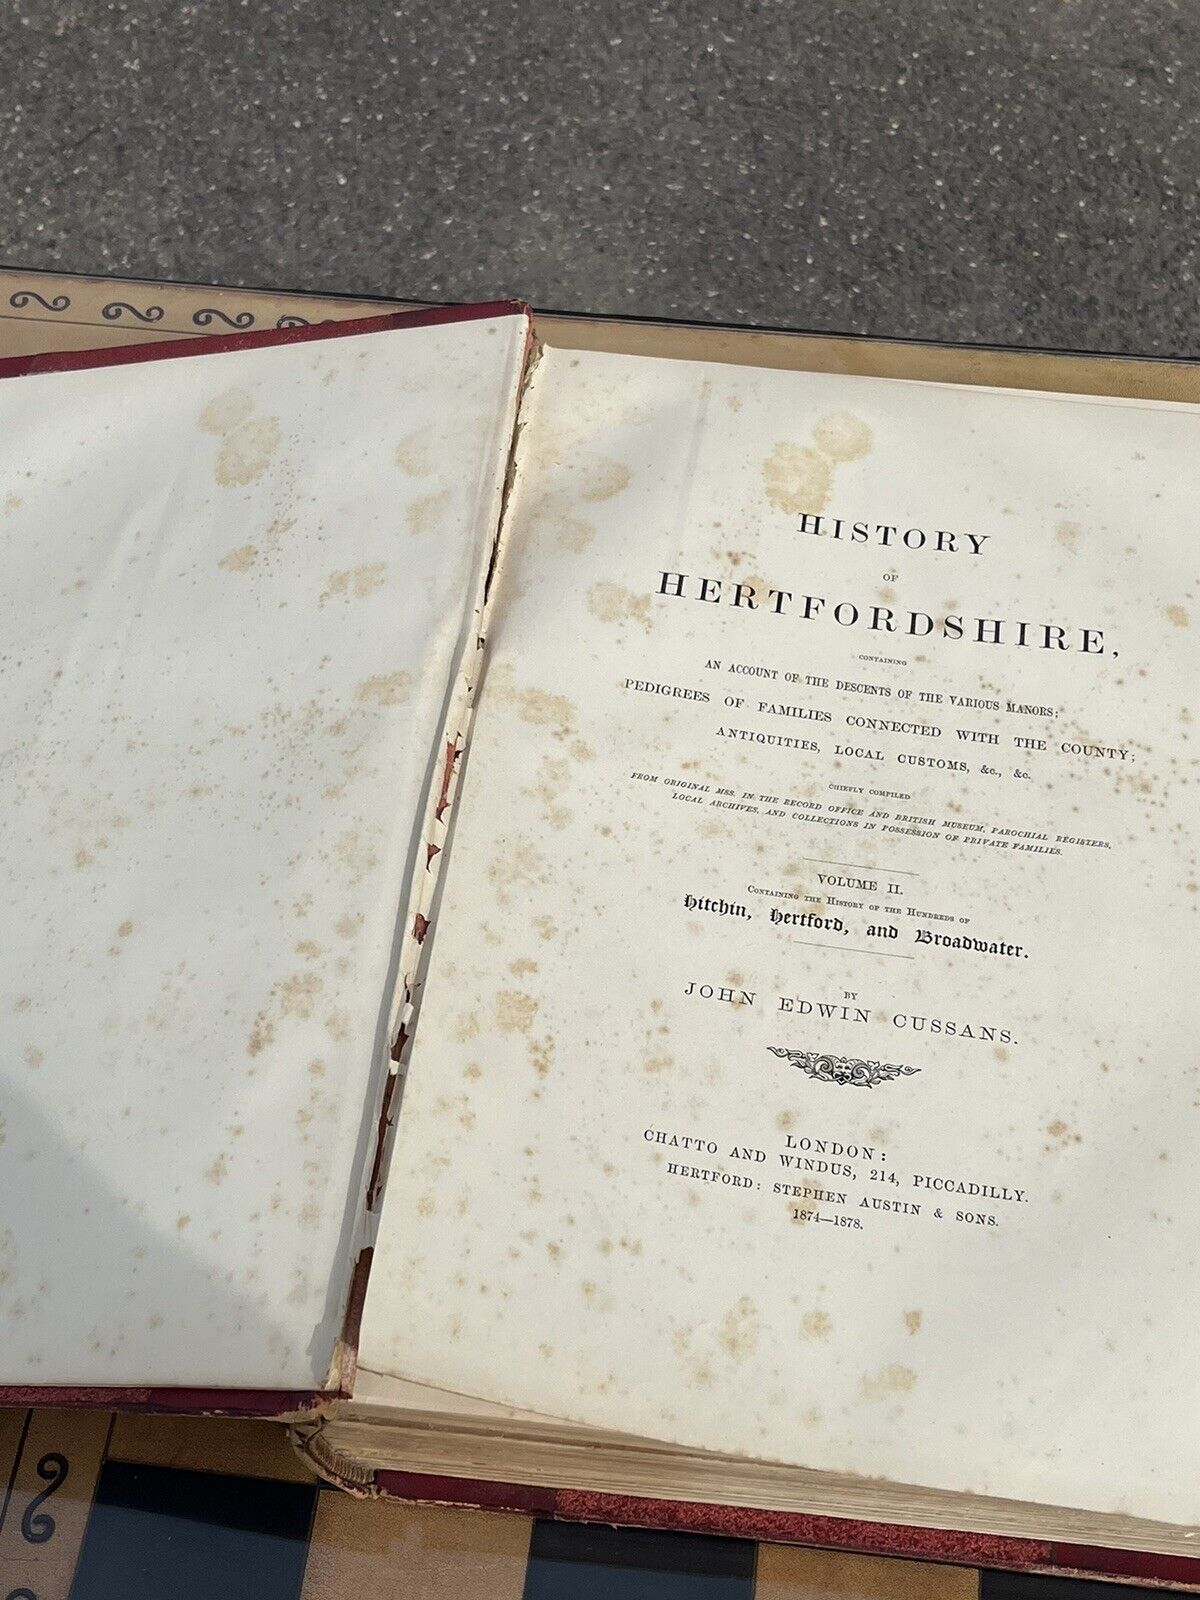 HISTORY
OF
HERTFORDSHIRE,
CONTAINING
AN ACCOUNT OF THE DESCENTS OF THE VARIOUS MANORS;
PEDIGREES OF FAMILIES CONNECTED WITH THE COUNTY;
ANTIQUITIES, LOCAL CUSTOMS, &c., &c.
CHIEFLY COMPILED
FROM ORIGINAL MSS. IN THE RECORD OFFICE AND BRITISH MUSEUM, PAROCHIAL REGISTERS,
LOCAL ARCHIVES, AND COLLECTIONS IN POSSESSION OF PRIVATE FAMILIES.
VOLUME II.
CONTAINING THE HISTORY OF THE HUNDREDS OF
Hitchin, Hertford, and Broadwater.
BY
JOHN EDWIN CUSSANS.
LONDON:
CHATTO AND WINDUS, 214, PICCADILLY.
HERTFORD: STEPHEN AUSTIN & SONS.
1874—1878.